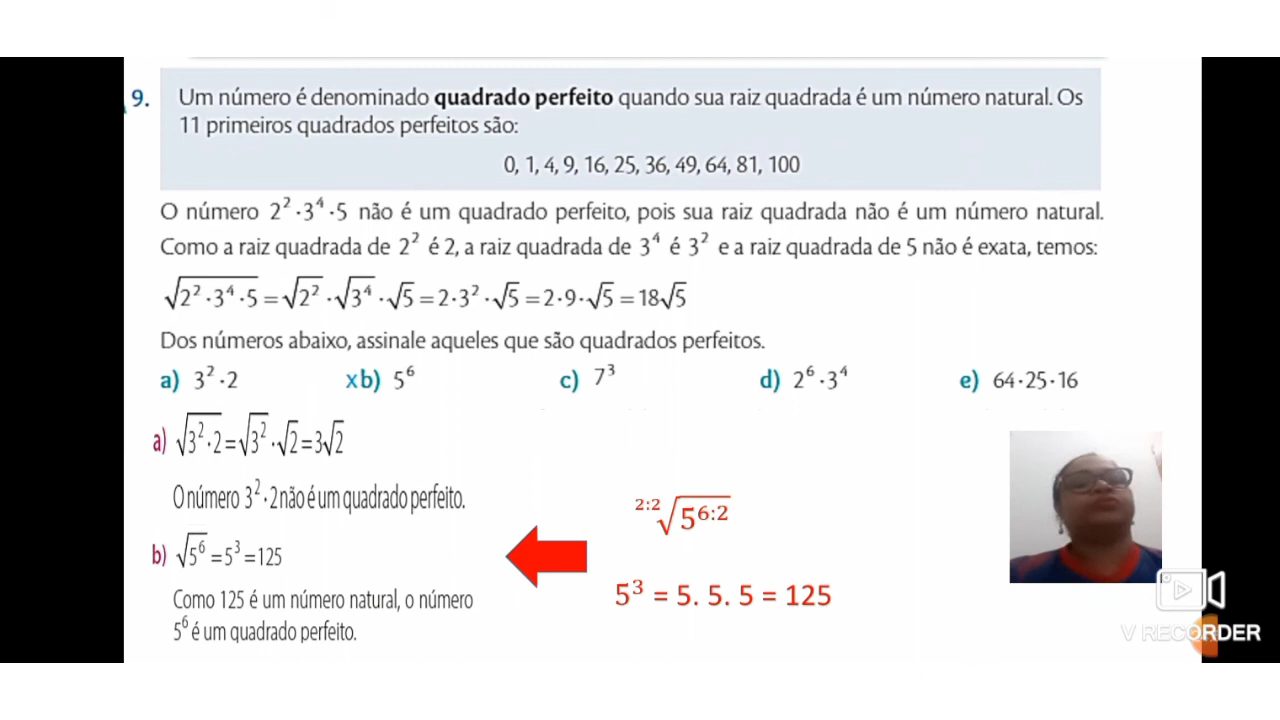 9. Um número é denominado quadrado perfeito quando sua raiz quadrada é um número natural. Os
11 primeiros quadrados perfeitos são:
0, 1, 4, 9, 16, 25, 36, 49, 64, 81, 100
O número 2² · 3⁴ · 5 não é um quadrado perfeito, pois sua raiz quadrada não é um número natural.
Como a raiz quadrada de 2² é 2, a raiz quadrada de 3⁴ é 3² e a raiz quadrada de 5 não é exata, temos:
√(2² · 3⁴ · 5) = √2² · √3⁴ · √5 = 2 · 3² · √5 = 2 · 9 · √5 = 18√5
Dos números abaixo, assinale aqueles que são quadrados perfeitos.
a) 3² · 2 xb) 5⁶ c) 7³ d) 2⁶ · 3⁴ e) 64 · 25 · 16
a) √(3² · 2) = √3² · √2 = 3√2
O número 3² · 2 não é um quadrado perfeito.
b) √5⁶ = 5³ = 125
Como 125 é um número natural, o número
5⁶ é um quadrado perfeito.
²:²√5⁶:²
5³ = 5. 5. 5 = 125
V RECORDER